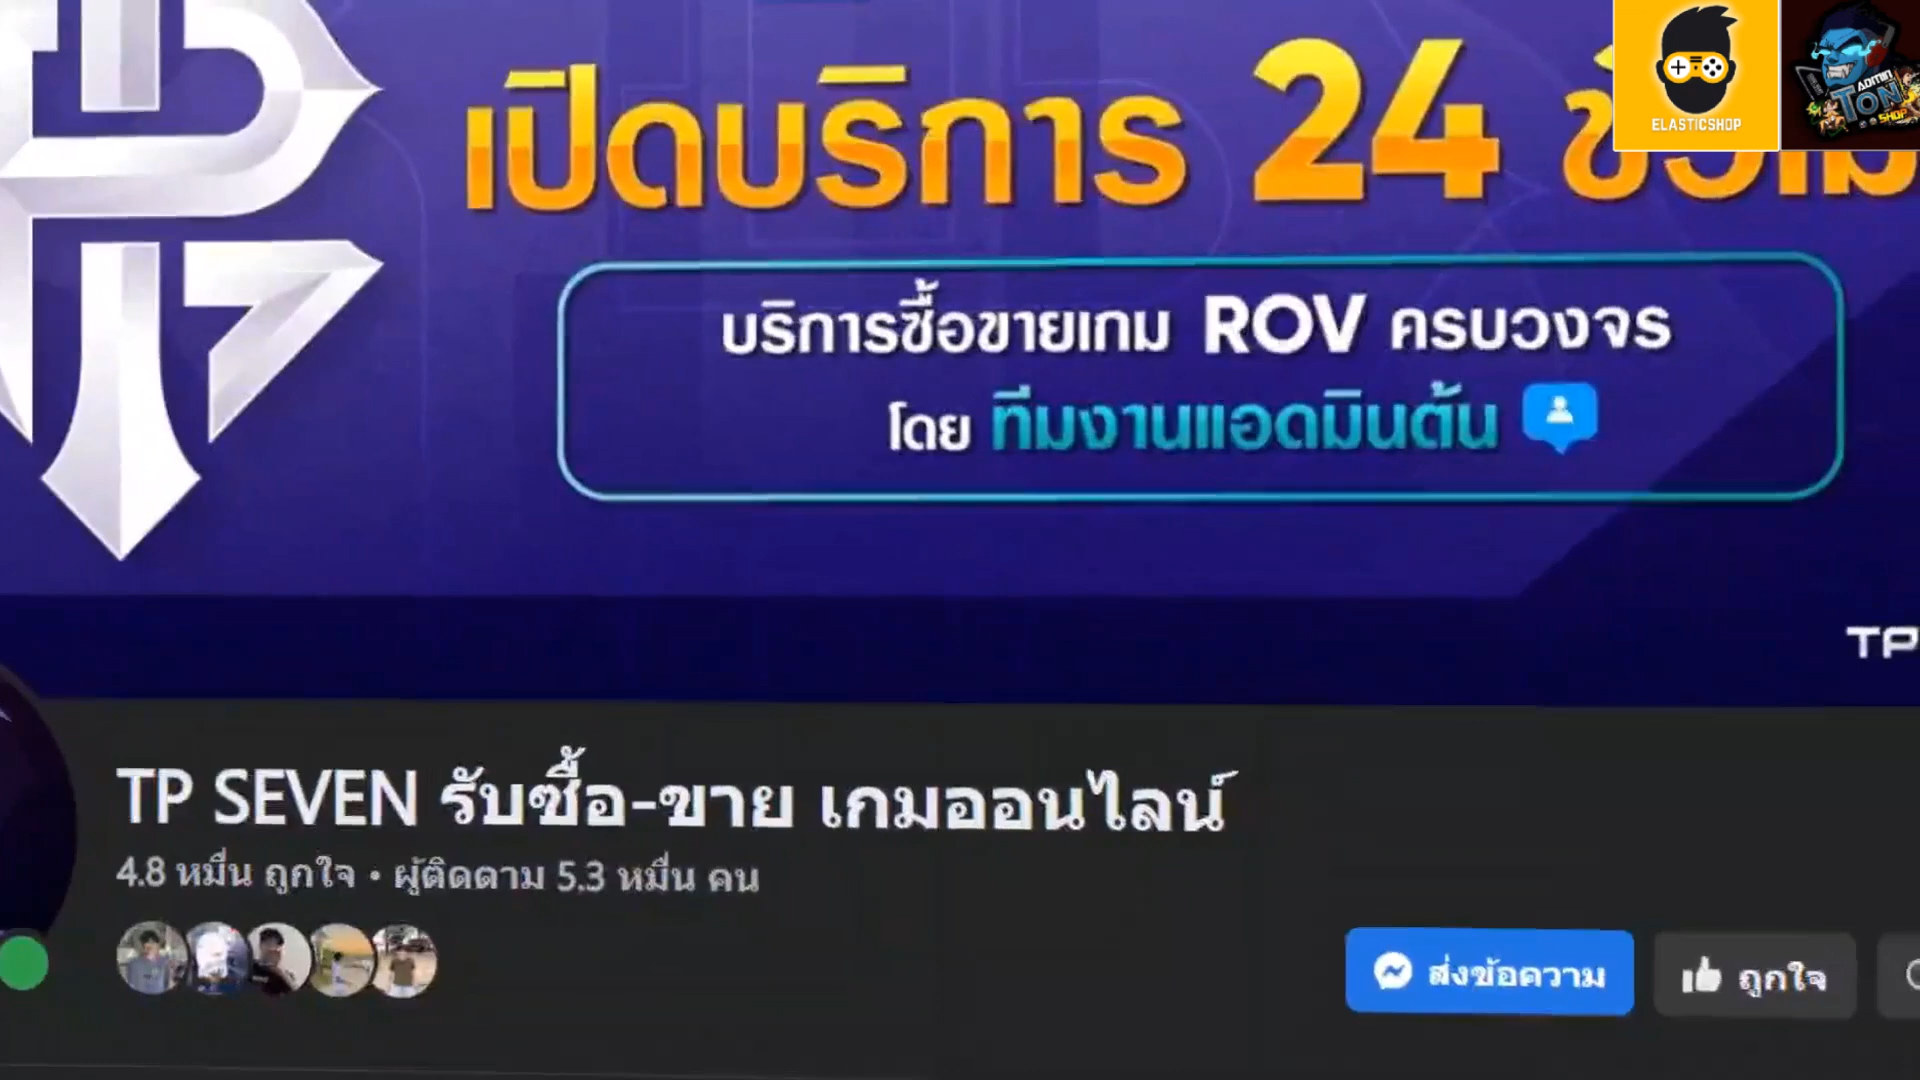 เปิดบริการ 24
ELASTICSHOP
ADMIN
TON
SHOP
บริการซื้อขายเกม ROV ครบวงจร
โดย ทีมงานแอดมินต้น
TP
TP SEVEN รับซื้อ-ขาย เกมออนไลน์
4.8 หมื่น ถูกใจ • ผู้ติดตาม 5.3 หมื่น คน
ส่งข้อความ
ถูกใจ